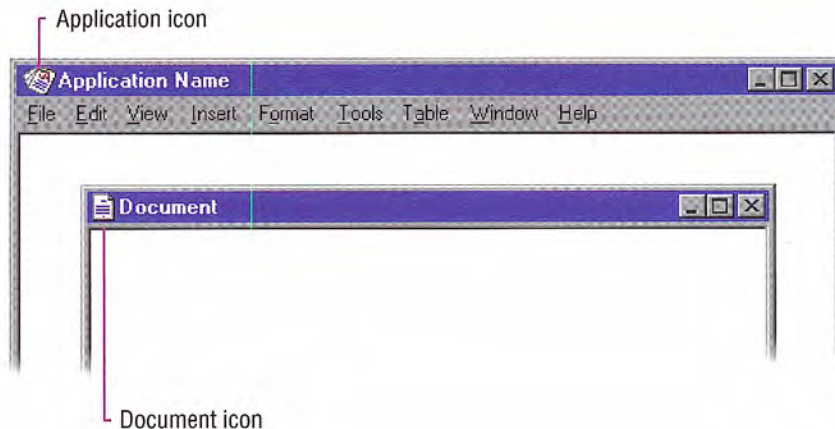 Application icon
Application Name
File Edit View Insert Format Tools Table Window Help
Document
Document icon